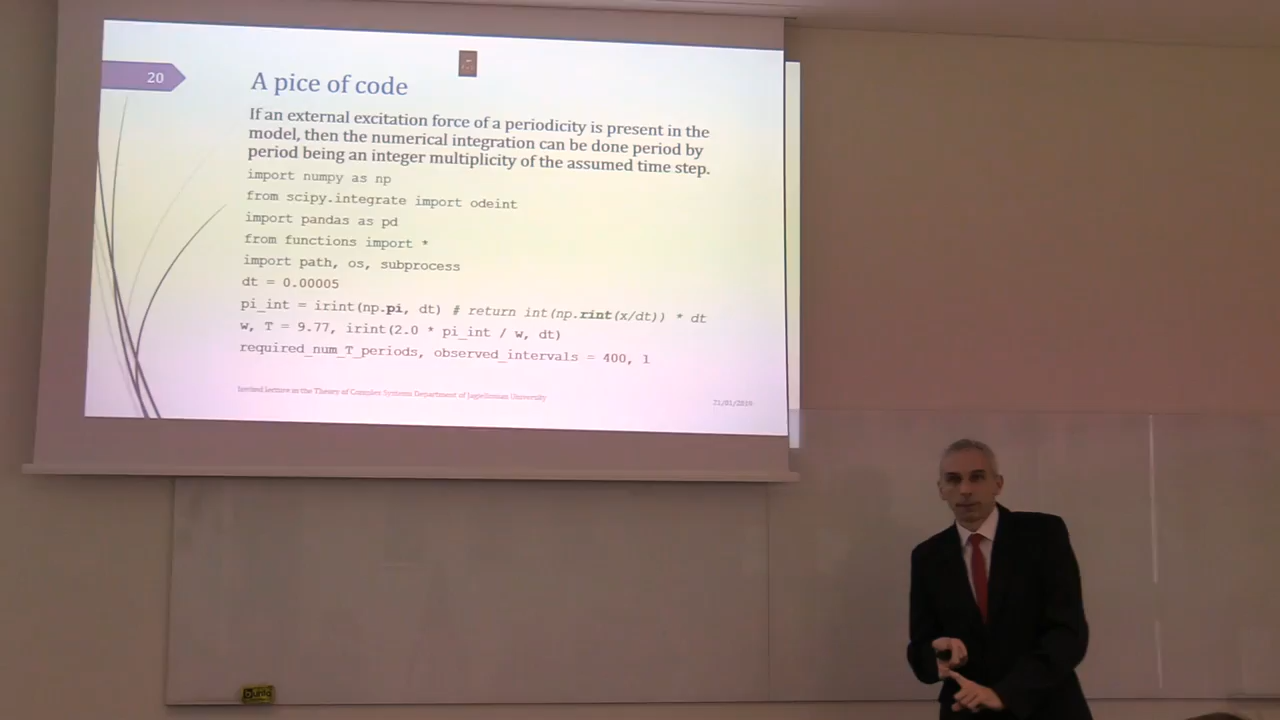 20
A pice of code
If an external excitation force of a periodicity is present in the
model, then the numerical integration can be done period by
period being an integer multiplicity of the assumed time step.
import numpy as np
from scipy.integrate import odeint
import pandas as pd
from functions import *
import path, os, subprocess
dt = 0.00005
pi_int = irint(np.pi, dt) # return int(np.rint(x/dt)) * dt
w, T = 9.77, irint(2.0 * pi_int / w, dt)
required_num_T_periods, observed_intervals = 400, 1
Invited lecture in the Theory of Complex Systems Department of Jagiellonian University